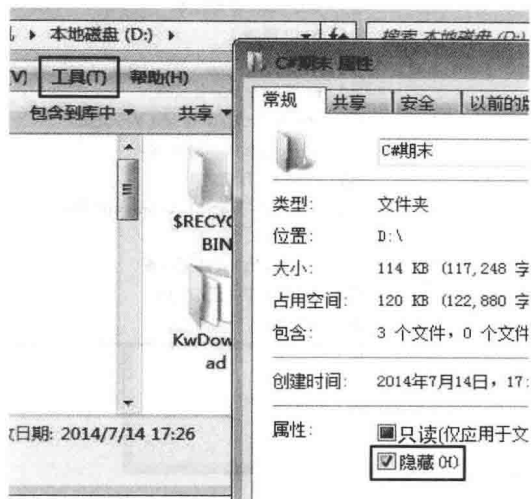 本地磁盘 (D:)
搜索 本地磁盘 (D:)
V) 工具(T) 帮助(H)
包含到库中 共享
$RECYC
BIN
KwDow
ad
日期: 2014/7/14 17:26
C#期末 属性
常规 共享 安全 以前的
C#期末
类型: 文件夹
位置: D:\
大小: 114 KB (117,248 字
占用空间: 120 KB (122,880 字
包含: 3 个文件，0 个文件
创建时间: 2014年7月14日，17:
属性: 只读(仅应用于文
隐藏(H)